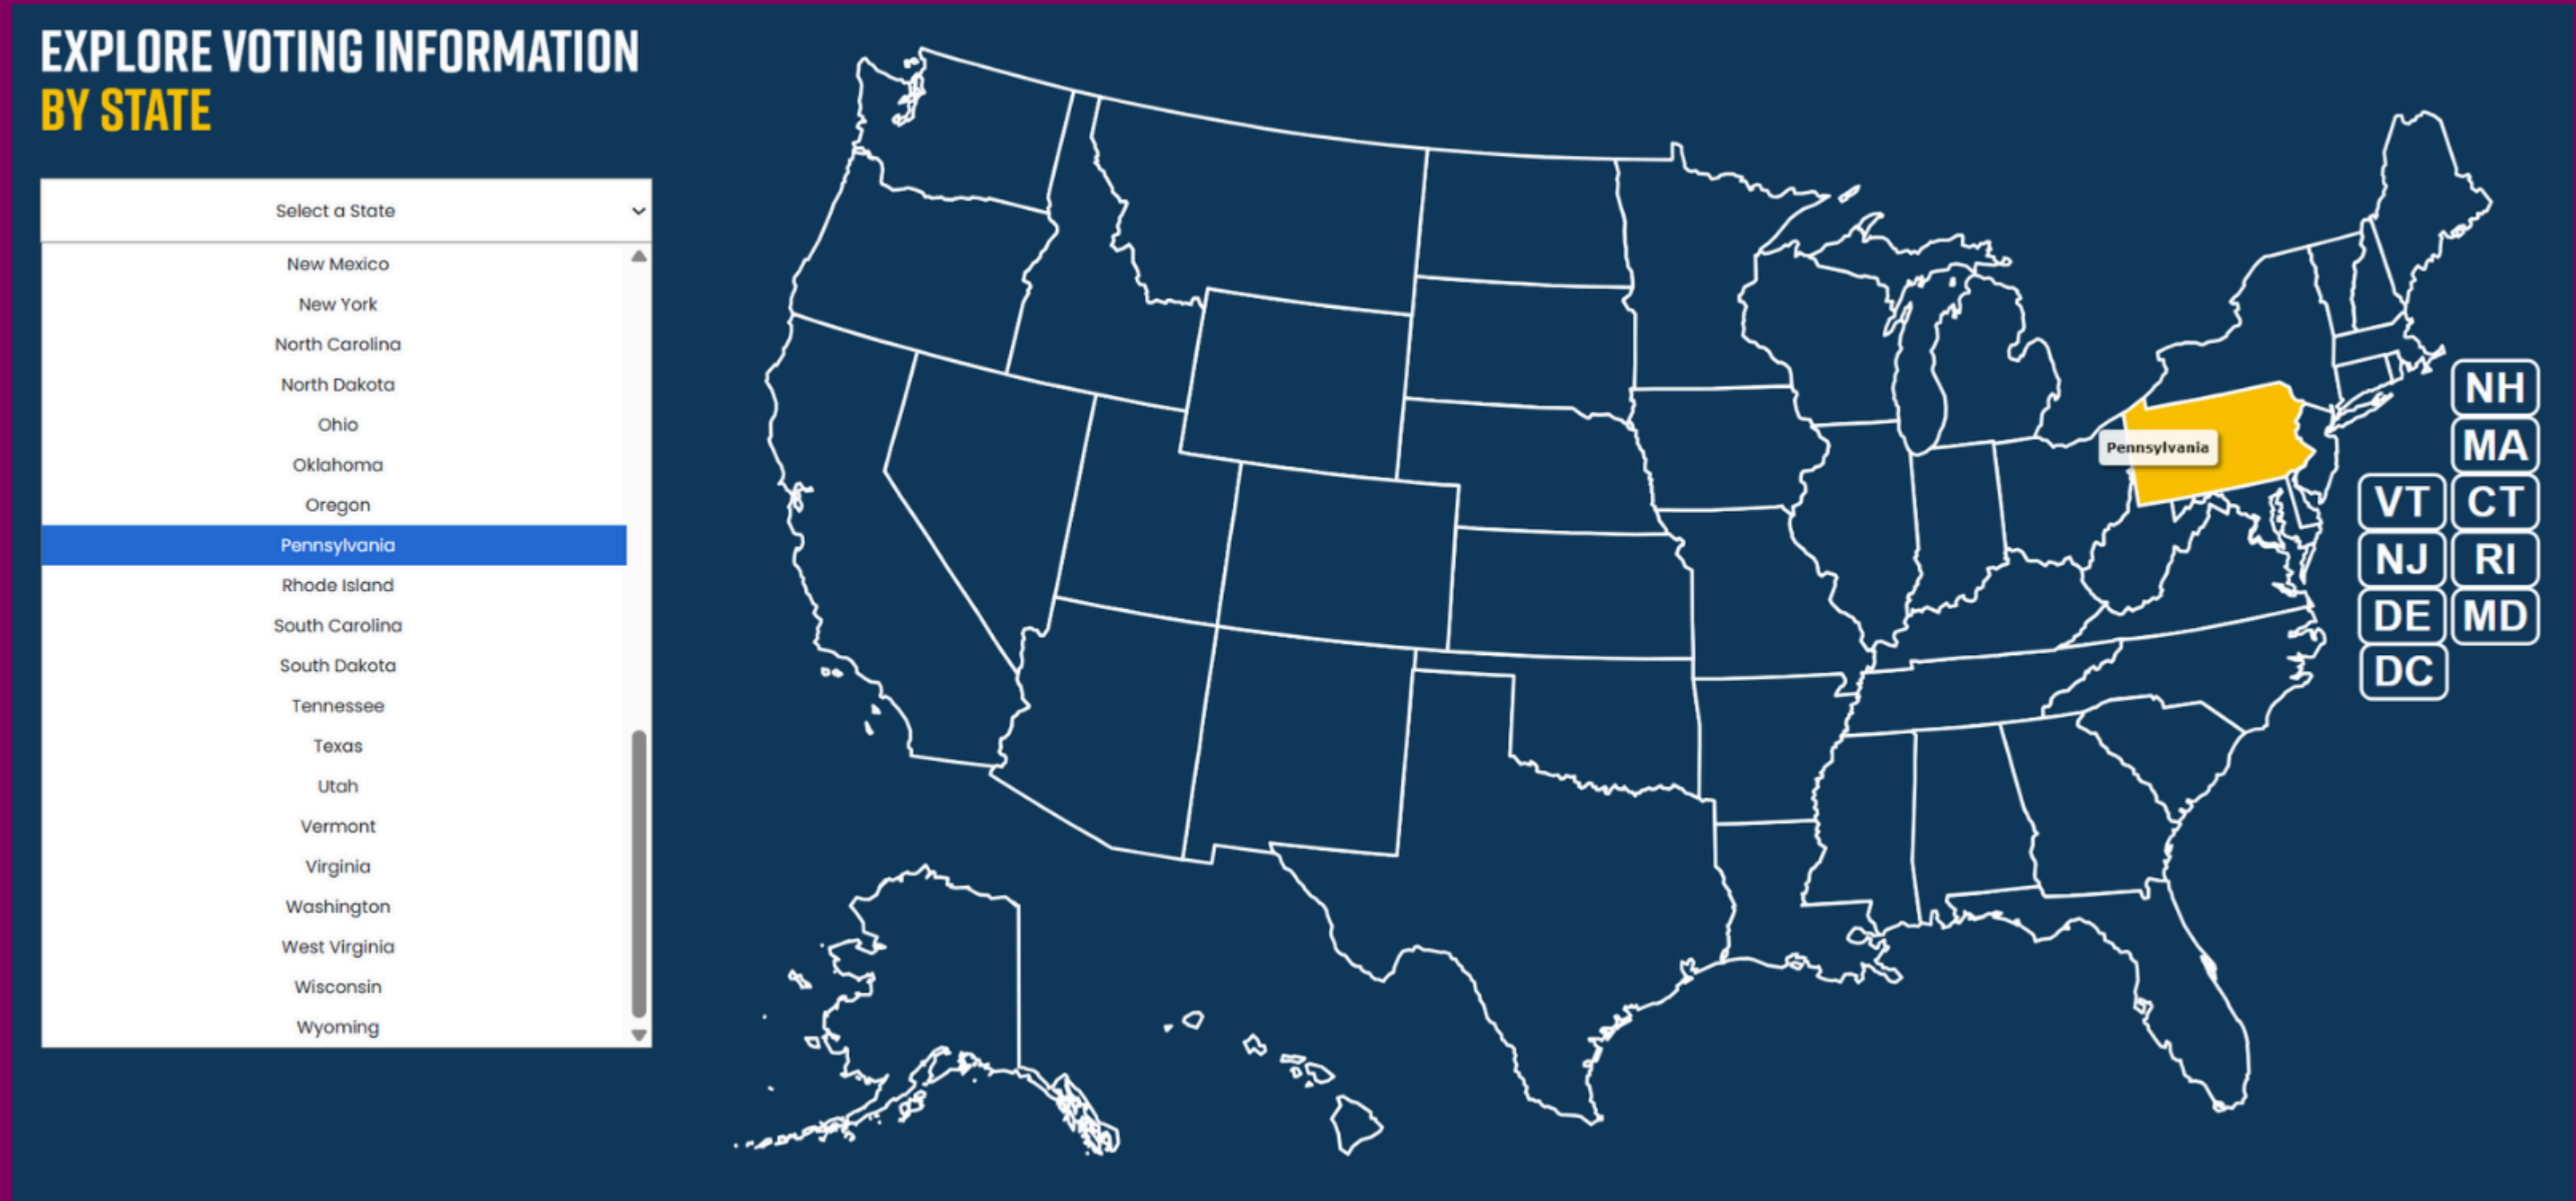 EXPLORE VOTING INFORMATION
BY STATE
Select a State
New Mexico
New York
North Carolina
North Dakota
Ohio
Oklahoma
Oregon
Pennsylvania
Rhode Island
South Carolina
South Dakota
Tennessee
Texas
Utah
Vermont
Virginia
Washington
West Virginia
Wisconsin
Wyoming
Pennsylvania
NH
MA
VT CT
NJ RI
DE MD
DC